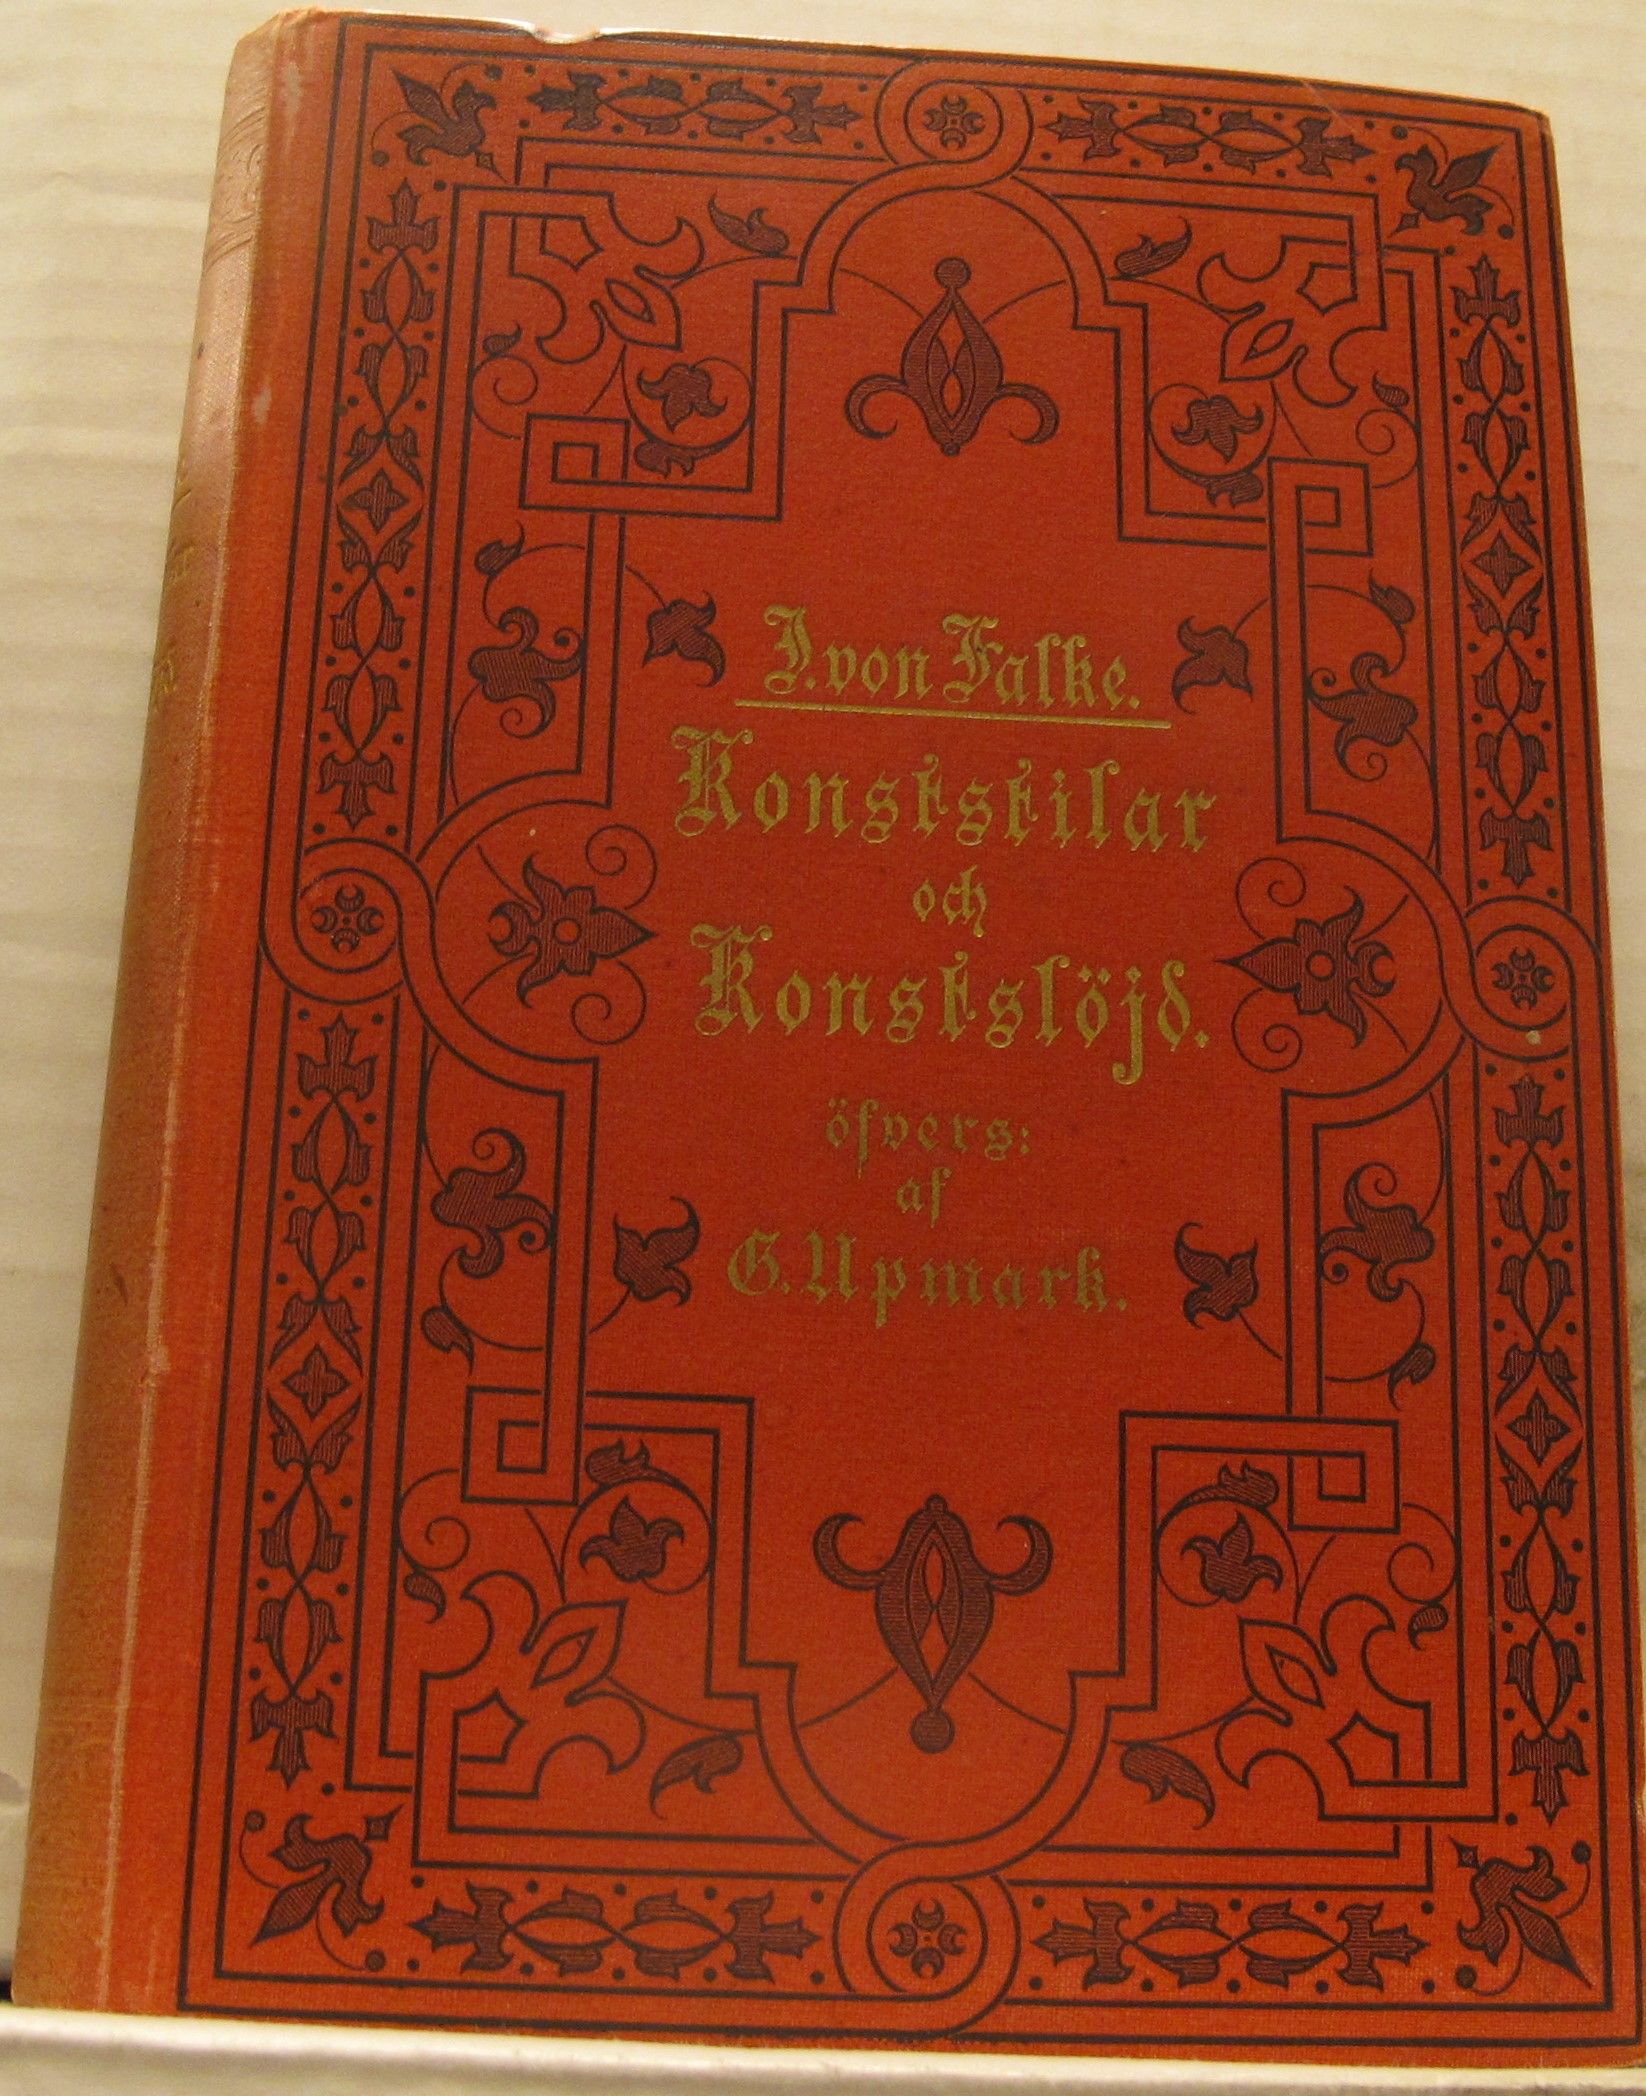 J. von Falke.
Konststilar
och
Konstslöjd.
öfvers:
af
G. Upmark.